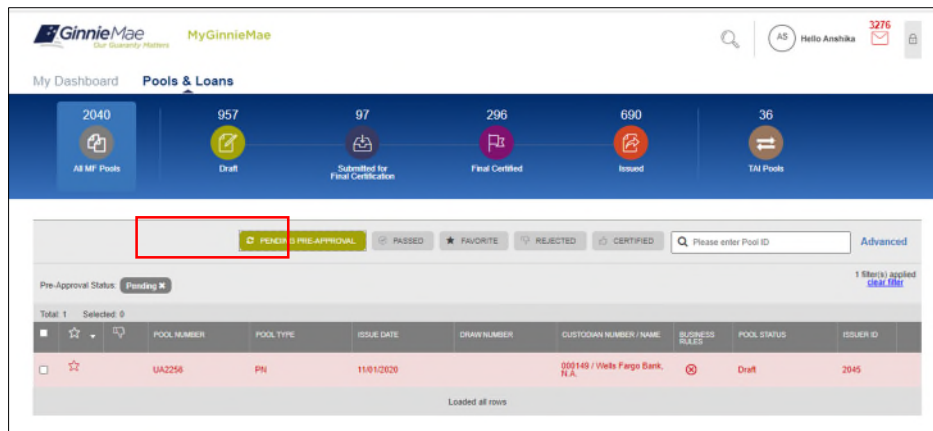 GinnieMae
Our Guaranty Matters
MyGinnieMae
AS
Hello Anshika
3276
My Dashboard Pools & Loans
2040 957 97 296 690 36
All MF Pools Draft Submitted for Final Certified Issued TAI Pools
Final Certification
PENDING PRE-APPROVAL PASSED FAVORITE REJECTED CERTIFIED Please enter Pool ID Advanced
1 filter(s) applied
Pre-Approval Status: Pending ✖ clear filter
Total: 1 Selected: 0
POOL NUMBER POOL TYPE ISSUE DATE DRAW NUMBER CUSTODIAN NUMBER / NAME BUSINESS RULES POOL STATUS ISSUER ID
UA2258 PN 11/01/2020 000149 / Wells Fargo Bank, N.A. Draft 2045
Loaded all rows